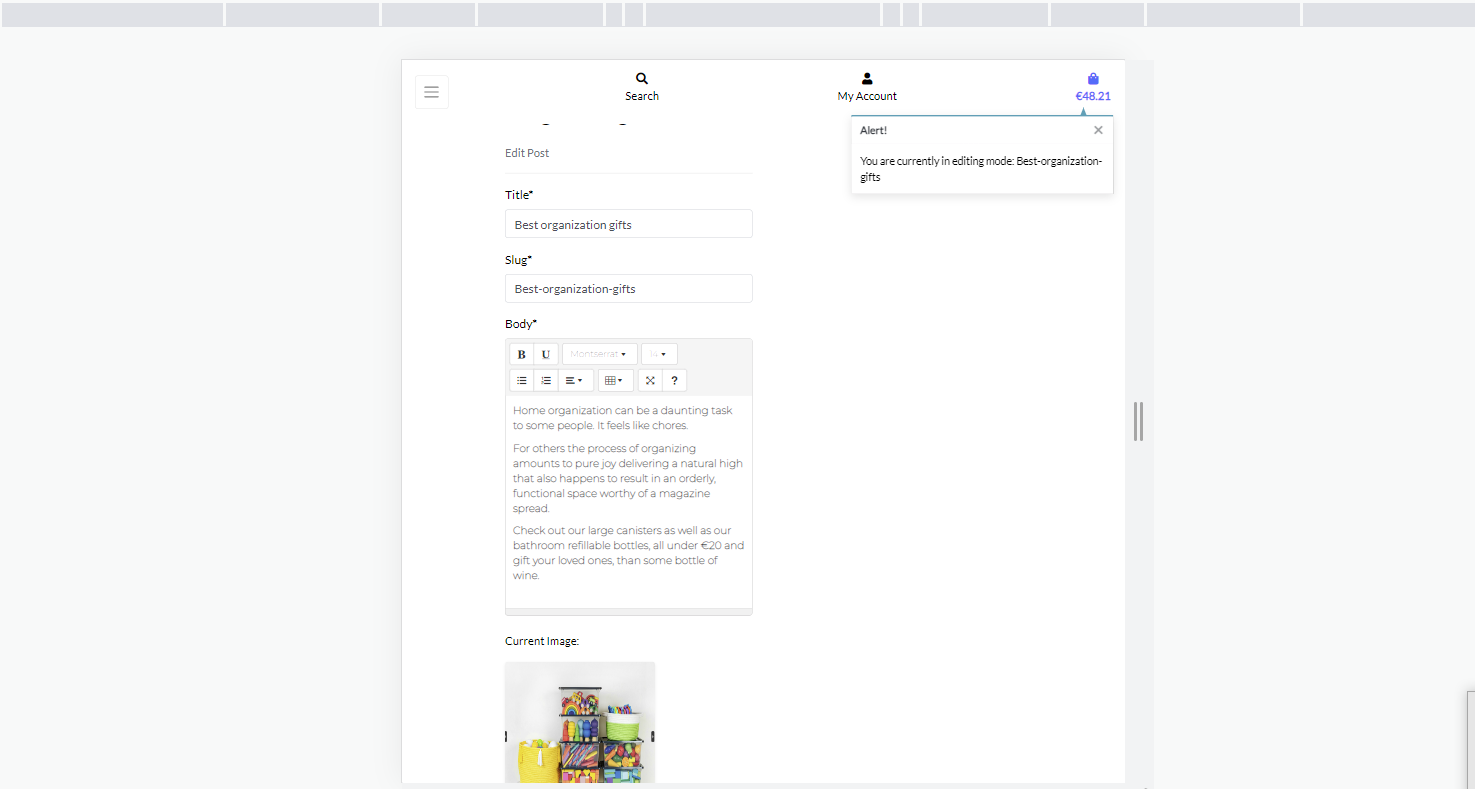 Search
My Account
€48.21
Alert!
You are currently in editing mode: Best-organization-
gifts
Edit Post
Title*
Best organization gifts
Slug*
Best-organization-gifts
Body*
B U Montserrat 14
?
Home organization can be a daunting task
to some people. It feels like chores.
For others the process of organizing
amounts to pure joy delivering a natural high
that also happens to result in an orderly,
functional space worthy of a magazine
spread.
Check out our large canisters as well as our
bathroom refillable bottles, all under €20 and
gift your loved ones, than some bottle of
wine.
Current Image: